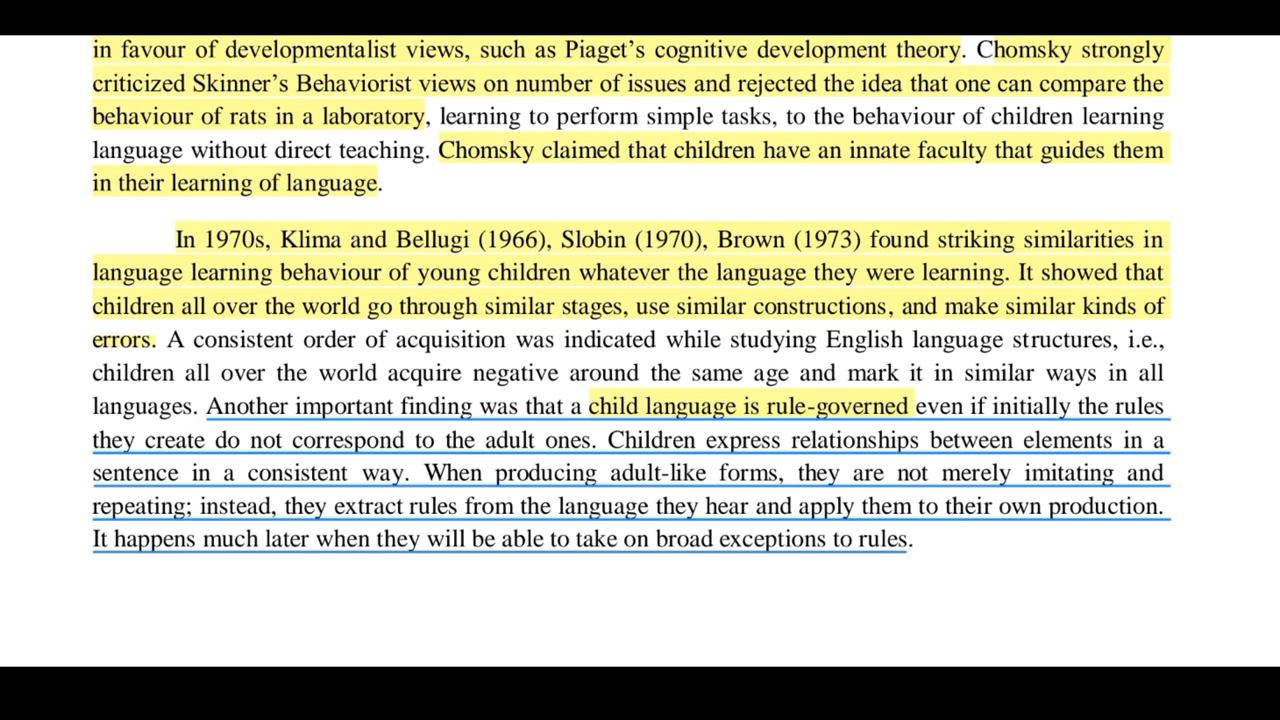 in favour of developmentalist views, such as Piaget’s cognitive development theory. Chomsky strongly
criticized Skinner’s Behaviorist views on number of issues and rejected the idea that one can compare the
behaviour of rats in a laboratory, learning to perform simple tasks, to the behaviour of children learning
language without direct teaching. Chomsky claimed that children have an innate faculty that guides them
in their learning of language.
In 1970s, Klima and Bellugi (1966), Slobin (1970), Brown (1973) found striking similarities in
language learning behaviour of young children whatever the language they were learning. It showed that
children all over the world go through similar stages, use similar constructions, and make similar kinds of
errors. A consistent order of acquisition was indicated while studying English language structures, i.e.,
children all over the world acquire negative around the same age and mark it in similar ways in all
languages. Another important finding was that a child language is rule-governed even if initially the rules
they create do not correspond to the adult ones. Children express relationships between elements in a
sentence in a consistent way. When producing adult-like forms, they are not merely imitating and
repeating; instead, they extract rules from the language they hear and apply them to their own production.
It happens much later when they will be able to take on broad exceptions to rules.